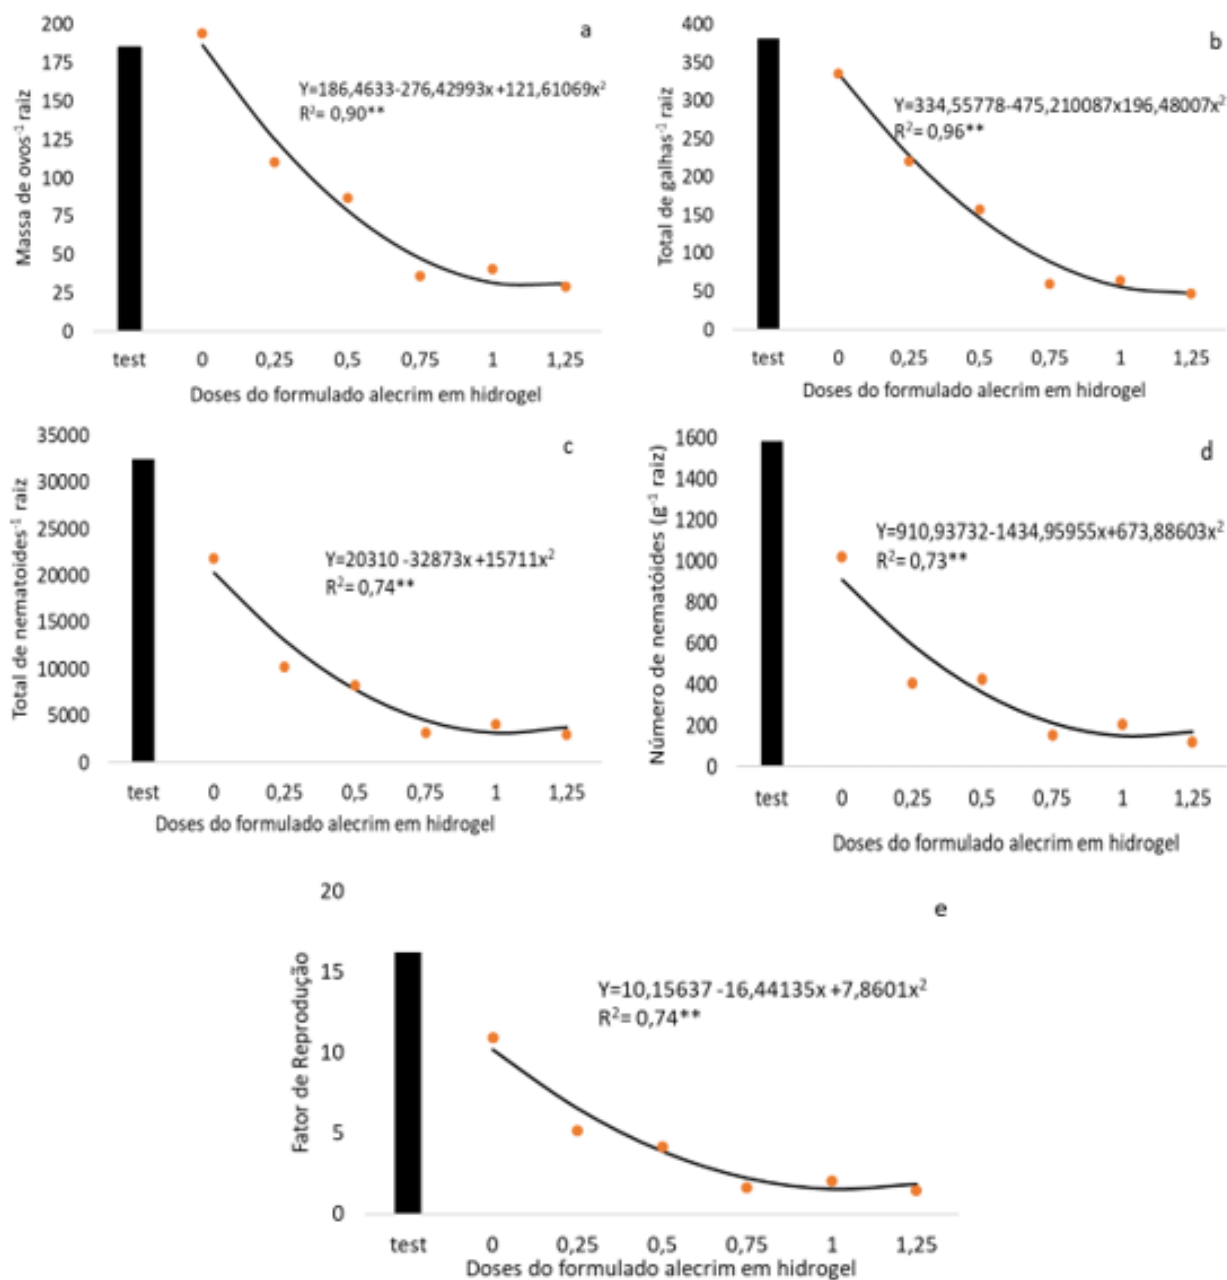 a
Massa de ovos⁻¹ raiz
200
175
150
125
100
75
50
25
0
Y=186,4633-276,42993x +121,61069x²
R²= 0,90**
test 0 0,25 0,5 0,75 1 1,25
Doses do formulado alecrim em hidrogel
b
Total de galhas⁻¹ raiz
400
350
300
250
200
150
100
50
0
Y=334,55778-475,210087x196,48007x²
R²= 0,96**
test 0 0,25 0,5 0,75 1 1,25
Doses do formulado alecrim em hidrogel
c
Total de nematoides⁻¹ raiz
35000
30000
25000
20000
15000
10000
5000
0
Y=20310 -32873x +15711x²
R²= 0,74**
test 0 0,25 0,5 0,75 1 1,25
Doses do formulado alecrim em hidrogel
d
Número de nematóides (g⁻¹ raiz)
1600
1400
1200
1000
800
600
400
200
0
Y=910,93732-1434,95955x+673,88603x²
R²= 0,73**
test 0 0,25 0,5 0,75 1 1,25
Doses do formulado alecrim em hidrogel
e
Fator de Reprodução
20
15
10
5
0
Y=10,15637 -16,44135x +7,8601x²
R²= 0,74**
test 0 0,25 0,5 0,75 1 1,25
Doses do formulado alecrim em hidrogel